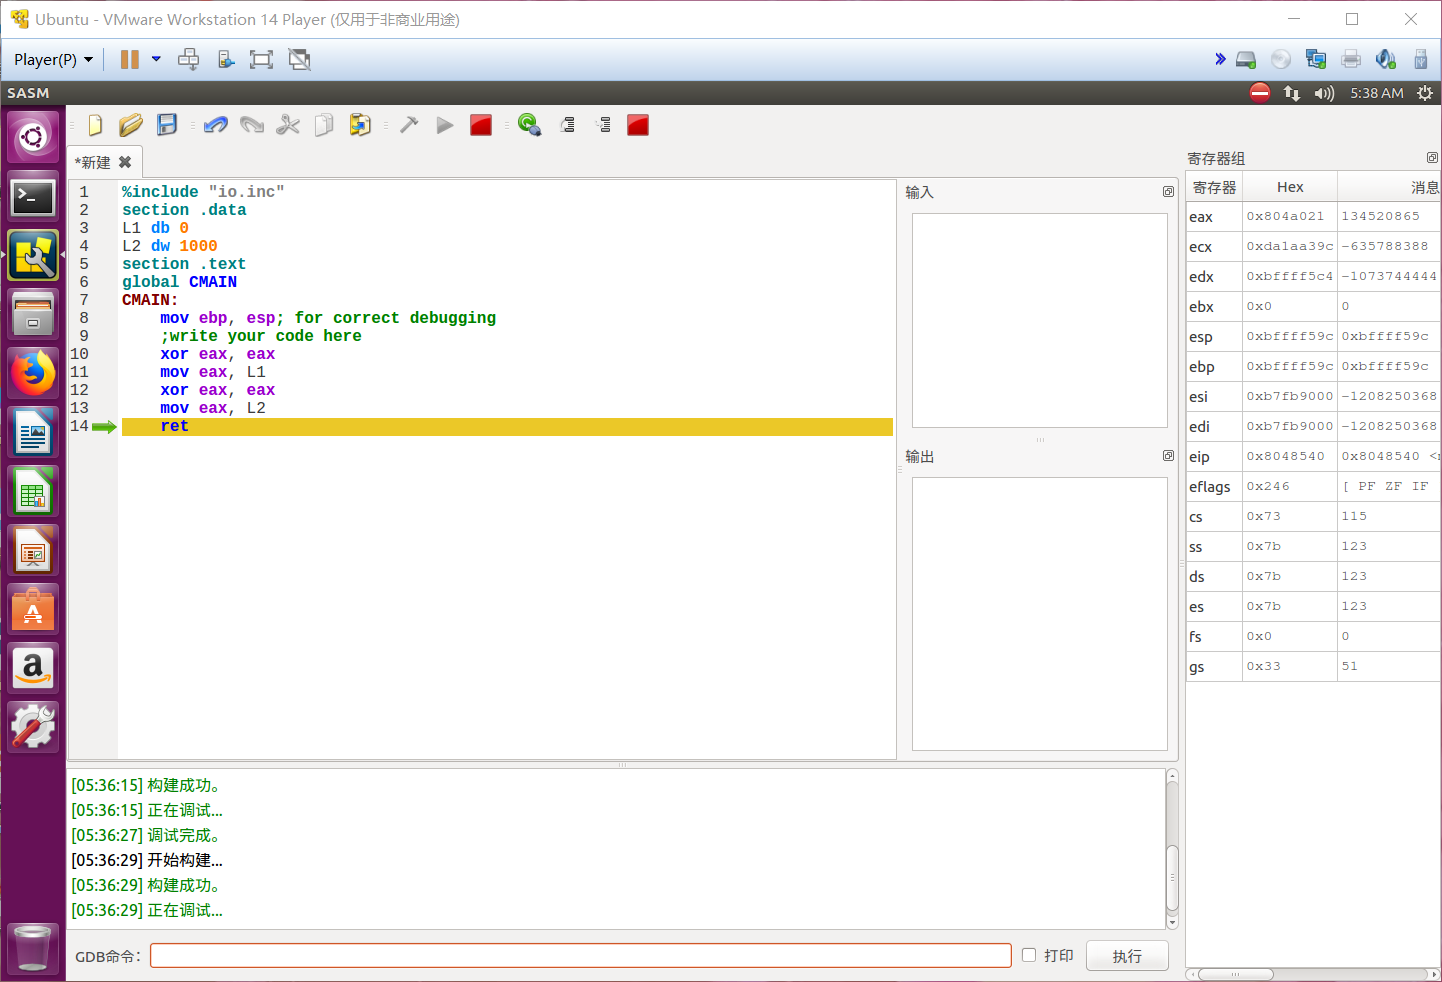 Ubuntu - VMware Workstation 14 Player (仅用于非商业用途)
Player(P)
SASM
5:38 AM
*新建
1 %include "io.inc"
2 section .data
3 L1 db 0
4 L2 dw 1000
5 section .text
6 global CMAIN
7 CMAIN:
8 mov ebp, esp; for correct debugging
9 ;write your code here
10 xor eax, eax
11 mov eax, L1
12 xor eax, eax
13 mov eax, L2
14 ret
输入
输出
寄存器组
寄存器 Hex 消息
eax 0x804a021 134520865
ecx 0xda1aa39c -635788388
edx 0xbffff5c4 -1073744444
ebx 0x0 0
esp 0xbffff59c 0xbffff59c
ebp 0xbffff59c 0xbffff59c
esi 0xb7fb9000 -1208250368
edi 0xb7fb9000 -1208250368
eip 0x8048540 0x8048540 <
eflags 0x246 [ PF ZF IF
cs 0x73 115
ss 0x7b 123
ds 0x7b 123
es 0x7b 123
fs 0x0 0
gs 0x33 51
[05:36:15] 构建成功。
[05:36:15] 正在调试...
[05:36:27] 调试完成。
[05:36:29] 开始构建...
[05:36:29] 构建成功。
[05:36:29] 正在调试...
GDB命令:
打印
执行